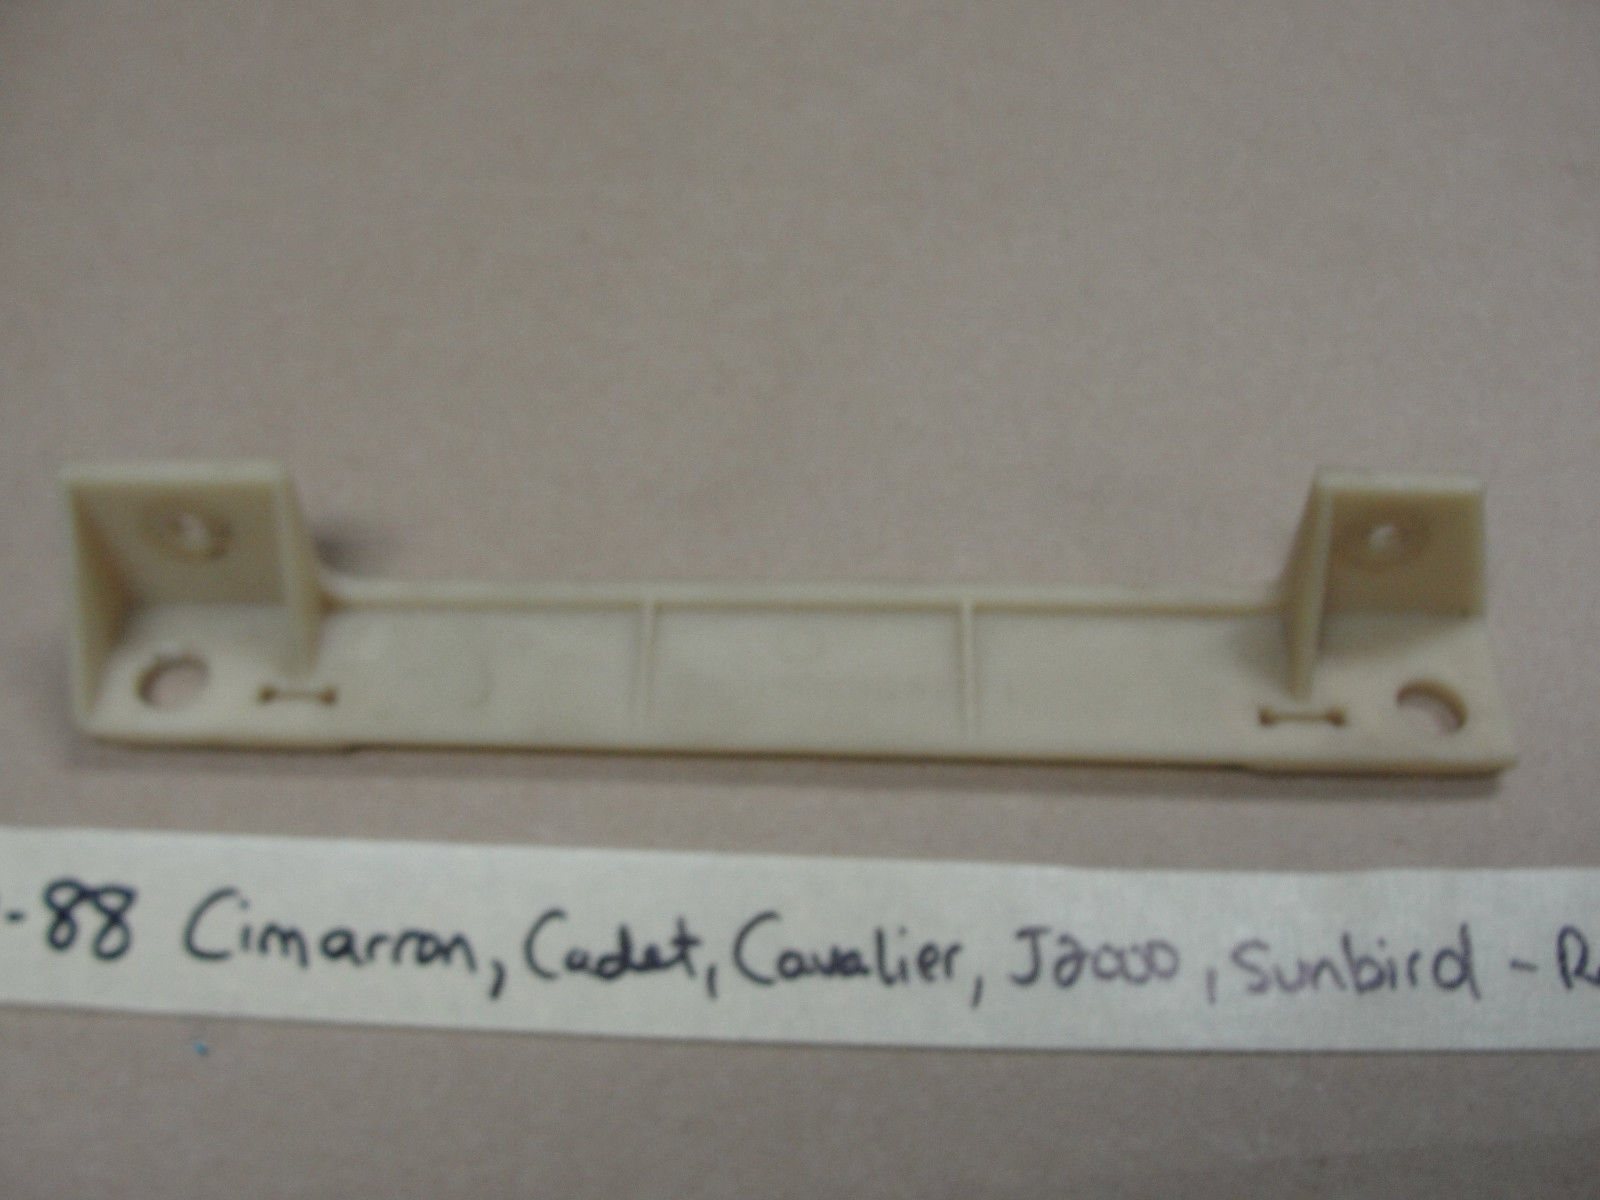 -88 Cimarron, Cadet, Cavalier, J2000, Sunbird -